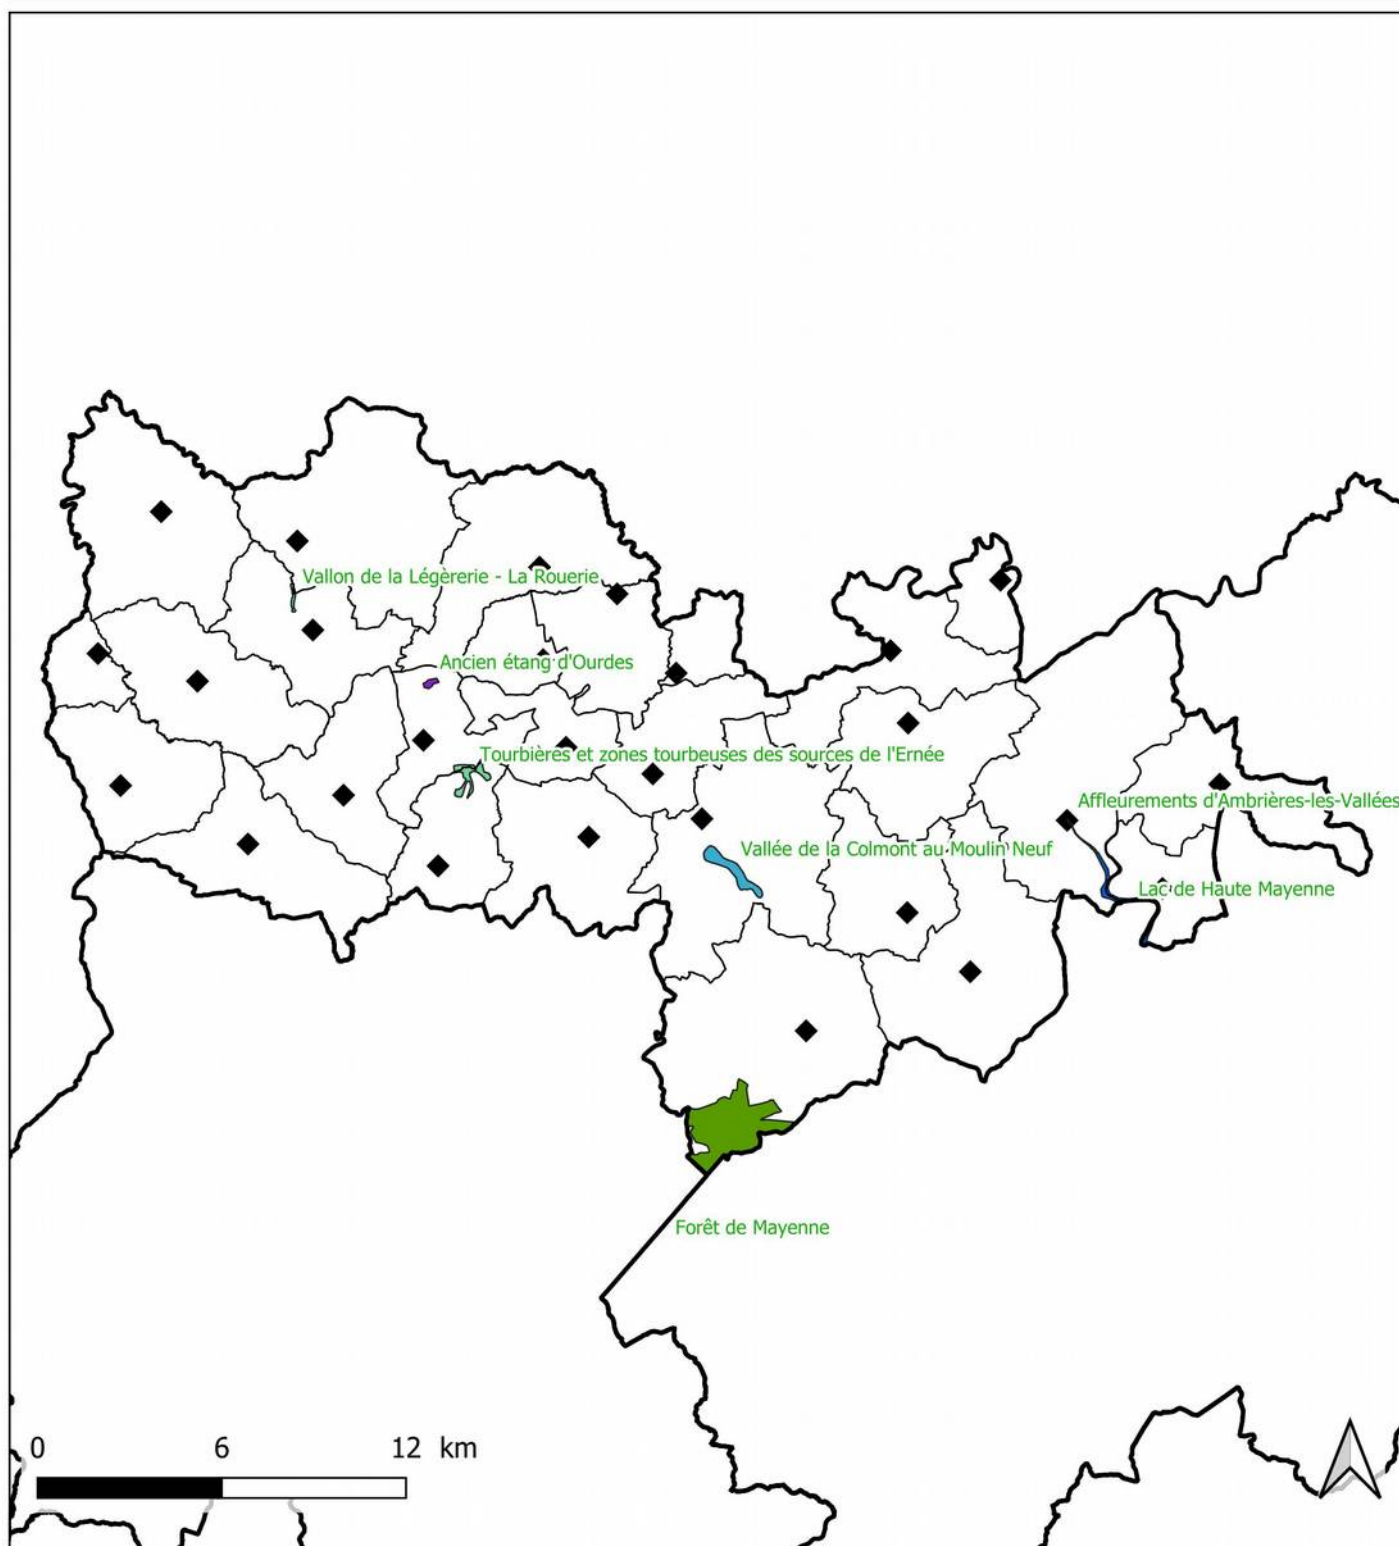 Vallon de la Légèrerie - La Rouerie
Ancien étang d'Ourdes
Tourbières et zones tourbeuses des sources de l'Ernée
Affleurements d'Ambrières-les-Vallées
Vallée de la Colmont au Moulin Neuf
Lac de Haute Mayenne
Forêt de Mayenne
0 6 12 km